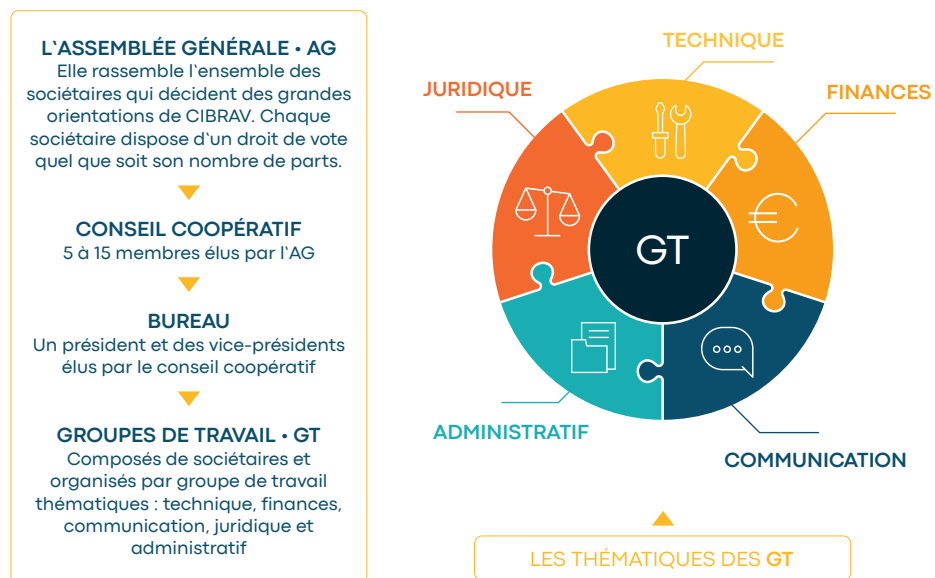 L'ASSEMBLÉE GÉNÉRALE • AG
Elle rassemble l'ensemble des
sociétaires qui décident des grandes
orientations de CIBRAV. Chaque
sociétaire dispose d'un droit de vote
quel que soit son nombre de parts.
CONSEIL COOPÉRATIF
5 à 15 membres élus par l'AG
BUREAU
Un président et des vice-présidents
élus par le conseil coopératif
GROUPES DE TRAVAIL • GT
Composés de sociétaires et
organisés par groupe de travail
thématiques : technique, finances,
communication, juridique et
administratif
TECHNIQUE
JURIDIQUE
FINANCES
GT
ADMINISTRATIF
COMMUNICATION
LES THÉMATIQUES DES GT